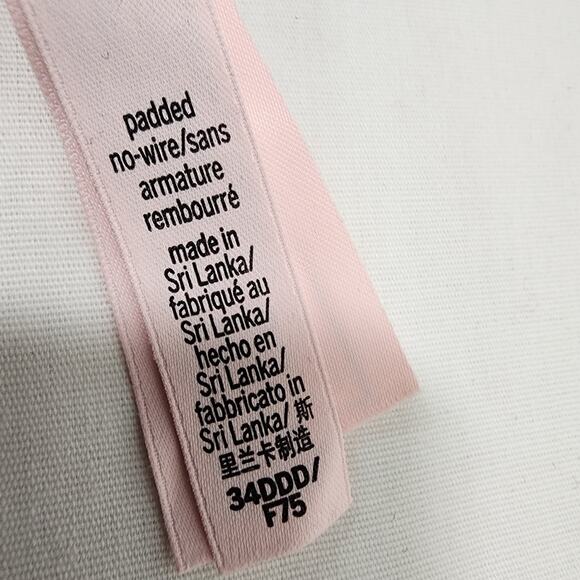 padded
no-wire/sans
armature
rembourré
made in
Sri Lanka/
fabriqué au
Sri Lanka/
hecho en
Sri Lanka/
fabbricato in
Sri Lanka/ 斯
里兰卡制造
34DDD/
F75